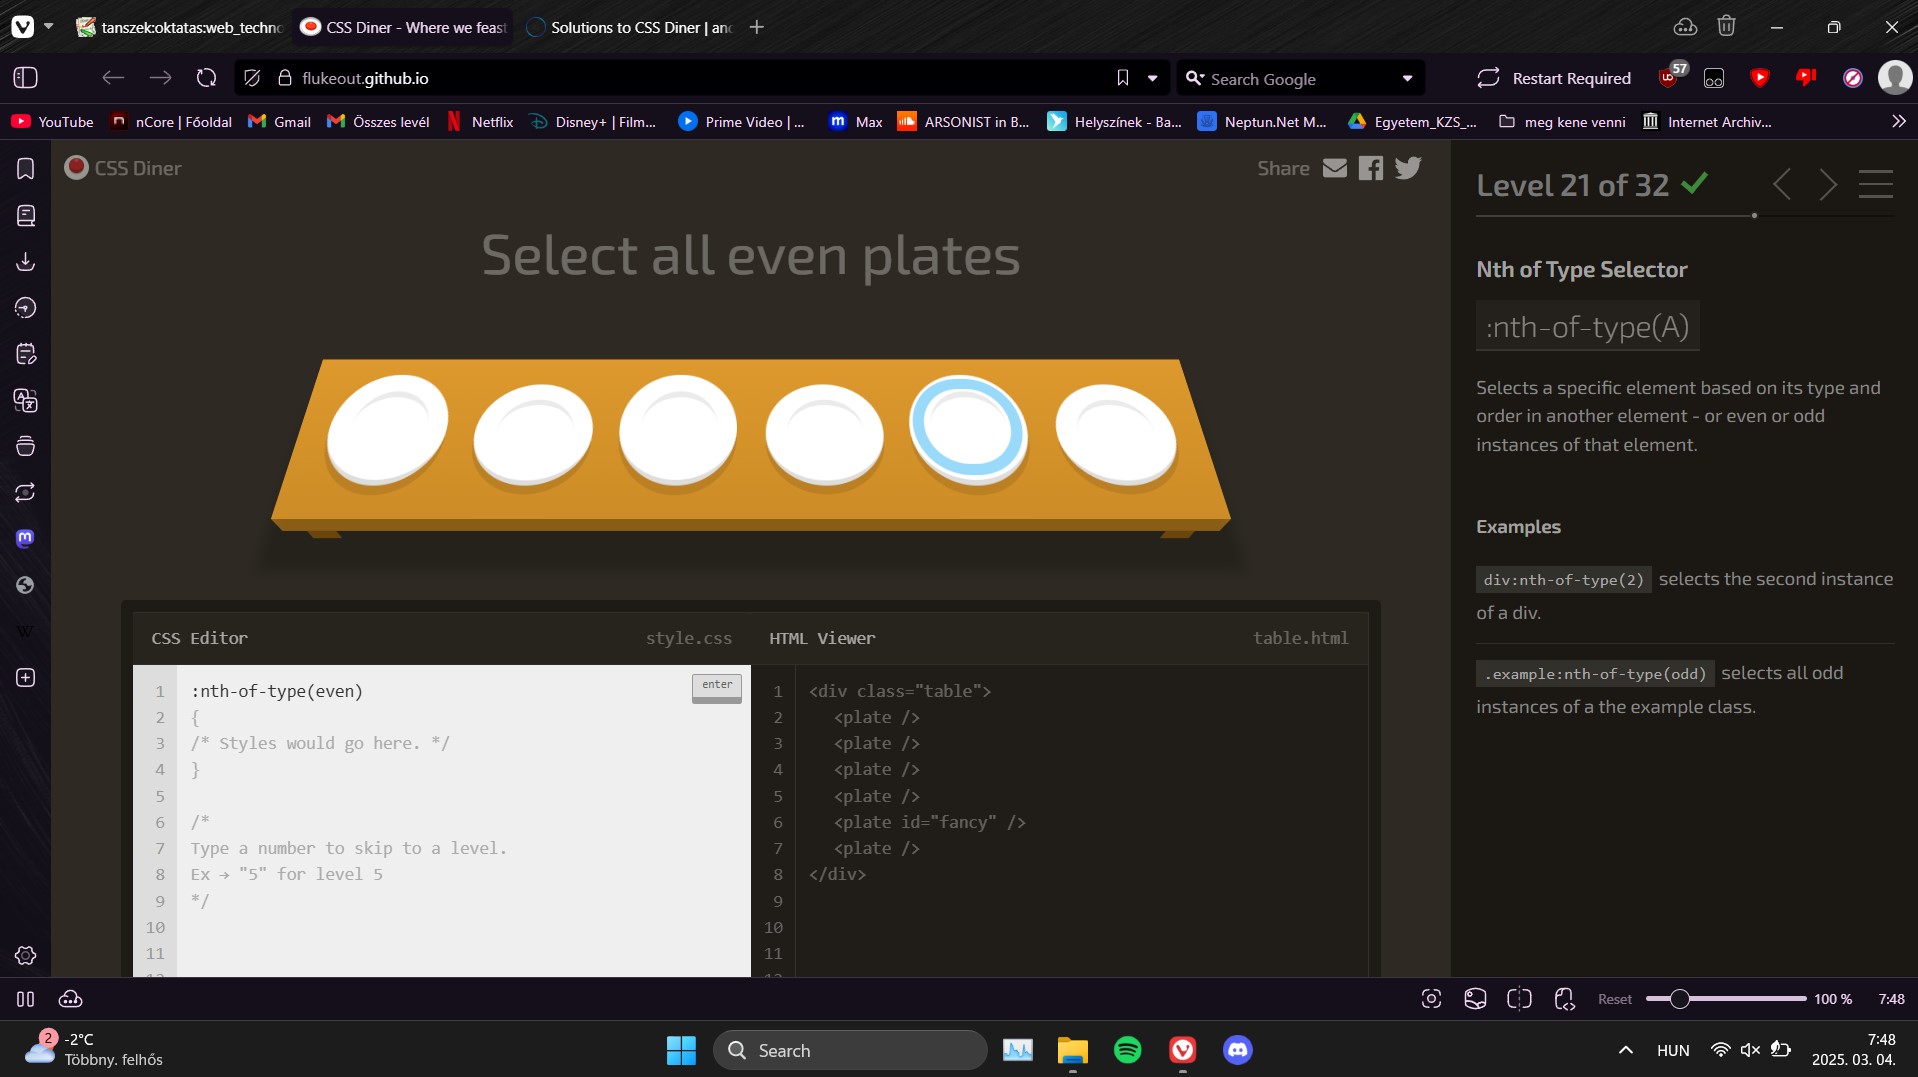 tanszek:oktatas:web_techno
CSS Diner - Where we feast
Solutions to CSS Diner | and
flukeout.github.io
Search Google
Restart Required
57
YouTube
nCore | Főoldal
Gmail
Összes levél
Netflix
Disney+ | Film...
Prime Video | ...
Max
ARSONIST in B...
Helyszínek - Ba...
Neptun.Net M...
Egyetem_KZS_...
meg kene venni
Internet Archiv...
CSS Diner
Share
Select all even plates
CSS Editor
style.css
HTML Viewer
table.html
enter
1 :nth-of-type(even)
2 {
3 /* Styles would go here. */
4 }
5
6 /*
7 Type a number to skip to a level.
8 Ex → "5" for level 5
9 */
10
11
1 <div class="table">
2 <plate />
3 <plate />
4 <plate />
5 <plate />
6 <plate id="fancy" />
7 <plate />
8 </div>
9
10
11
Level 21 of 32
Nth of Type Selector
:nth-of-type(A)
Selects a specific element based on its type and
order in another element - or even or odd
instances of that element.
Examples
div:nth-of-type(2) selects the second instance
of a div.
.example:nth-of-type(odd) selects all odd
instances of a the example class.
Reset
100 %
7:48
2
-2°C
Többny. felhős
Search
HUN
7:48
2025. 03. 04.